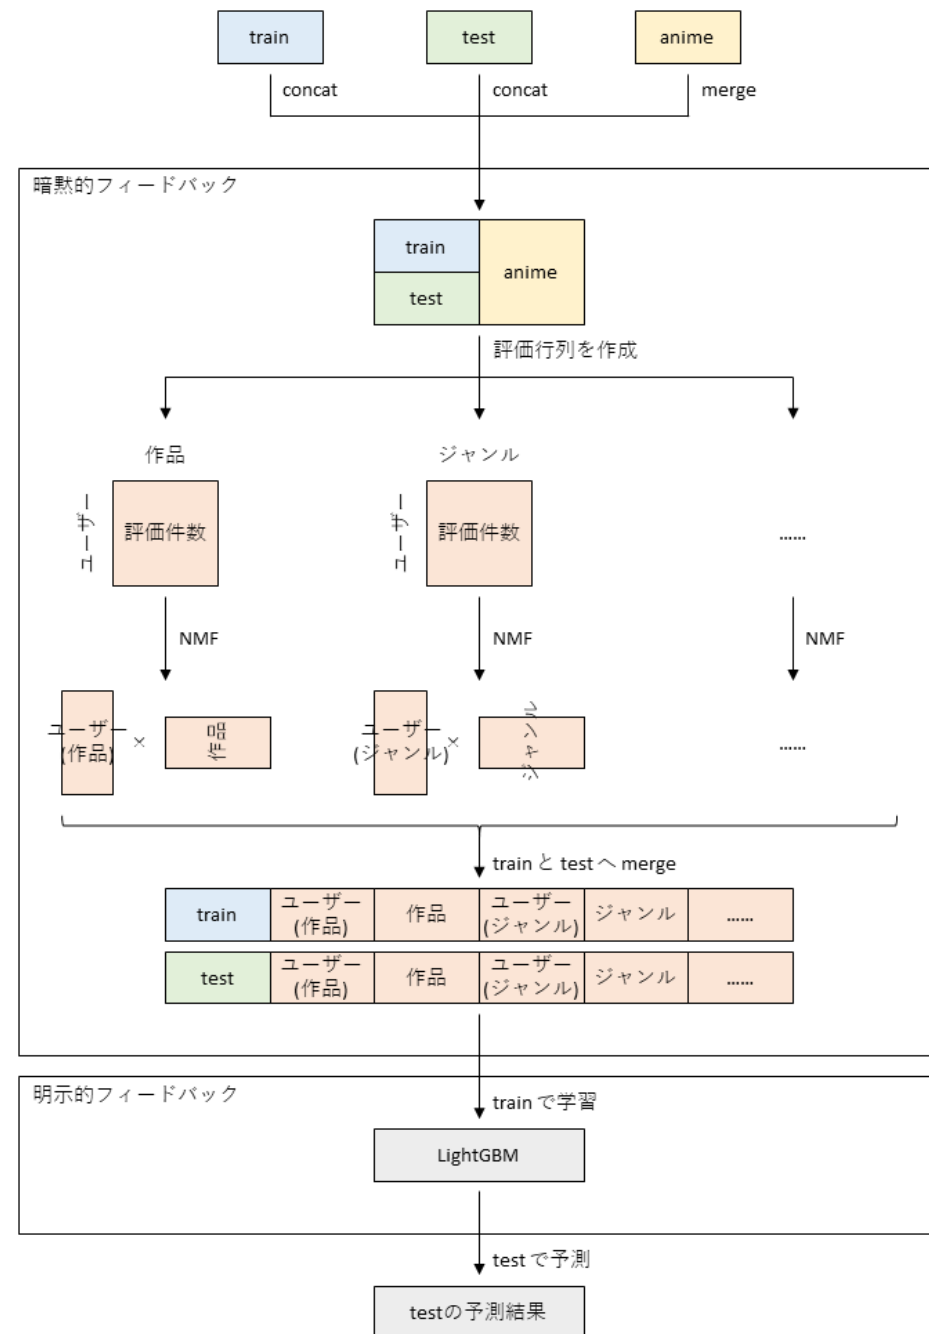 train
test
anime
concat
concat
merge
暗黙的フィードバック
train
test
anime
評価行列を作成
作品
ジャンル
ユーザー
評価件数
ユーザー
評価件数
......
NMF
NMF
NMF
ユーザー
(作品)
×
作品
ユーザー
(ジャンル)
×
ジャンル
......
train と test へ merge
train
ユーザー
(作品)
作品
ユーザー
(ジャンル)
ジャンル
......
test
ユーザー
(作品)
作品
ユーザー
(ジャンル)
ジャンル
......
明示的フィードバック
train で学習
LightGBM
test で予測
testの予測結果